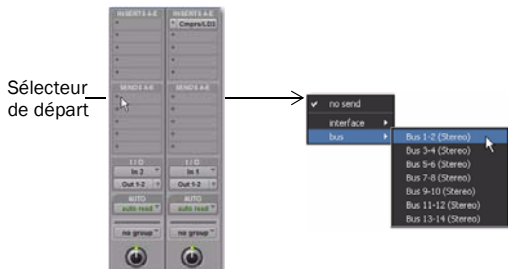 INSERTS A-E INSERTS A-E
Cmprs/LD3
Sélecteur
de départ
SENDS A-E SENDS A-E
no send
interface
bus
Bus 1-2 (Stereo)
Bus 3-4 (Stereo)
Bus 5-6 (Stereo)
Bus 7-8 (Stereo)
Bus 9-10 (Stereo)
Bus 11-12 (Stereo)
Bus 13-14 (Stereo)
I / O I / O
In 2 In 1
Out 1-2 Out 1-2
AUTO AUTO
auto read auto read
no group no group